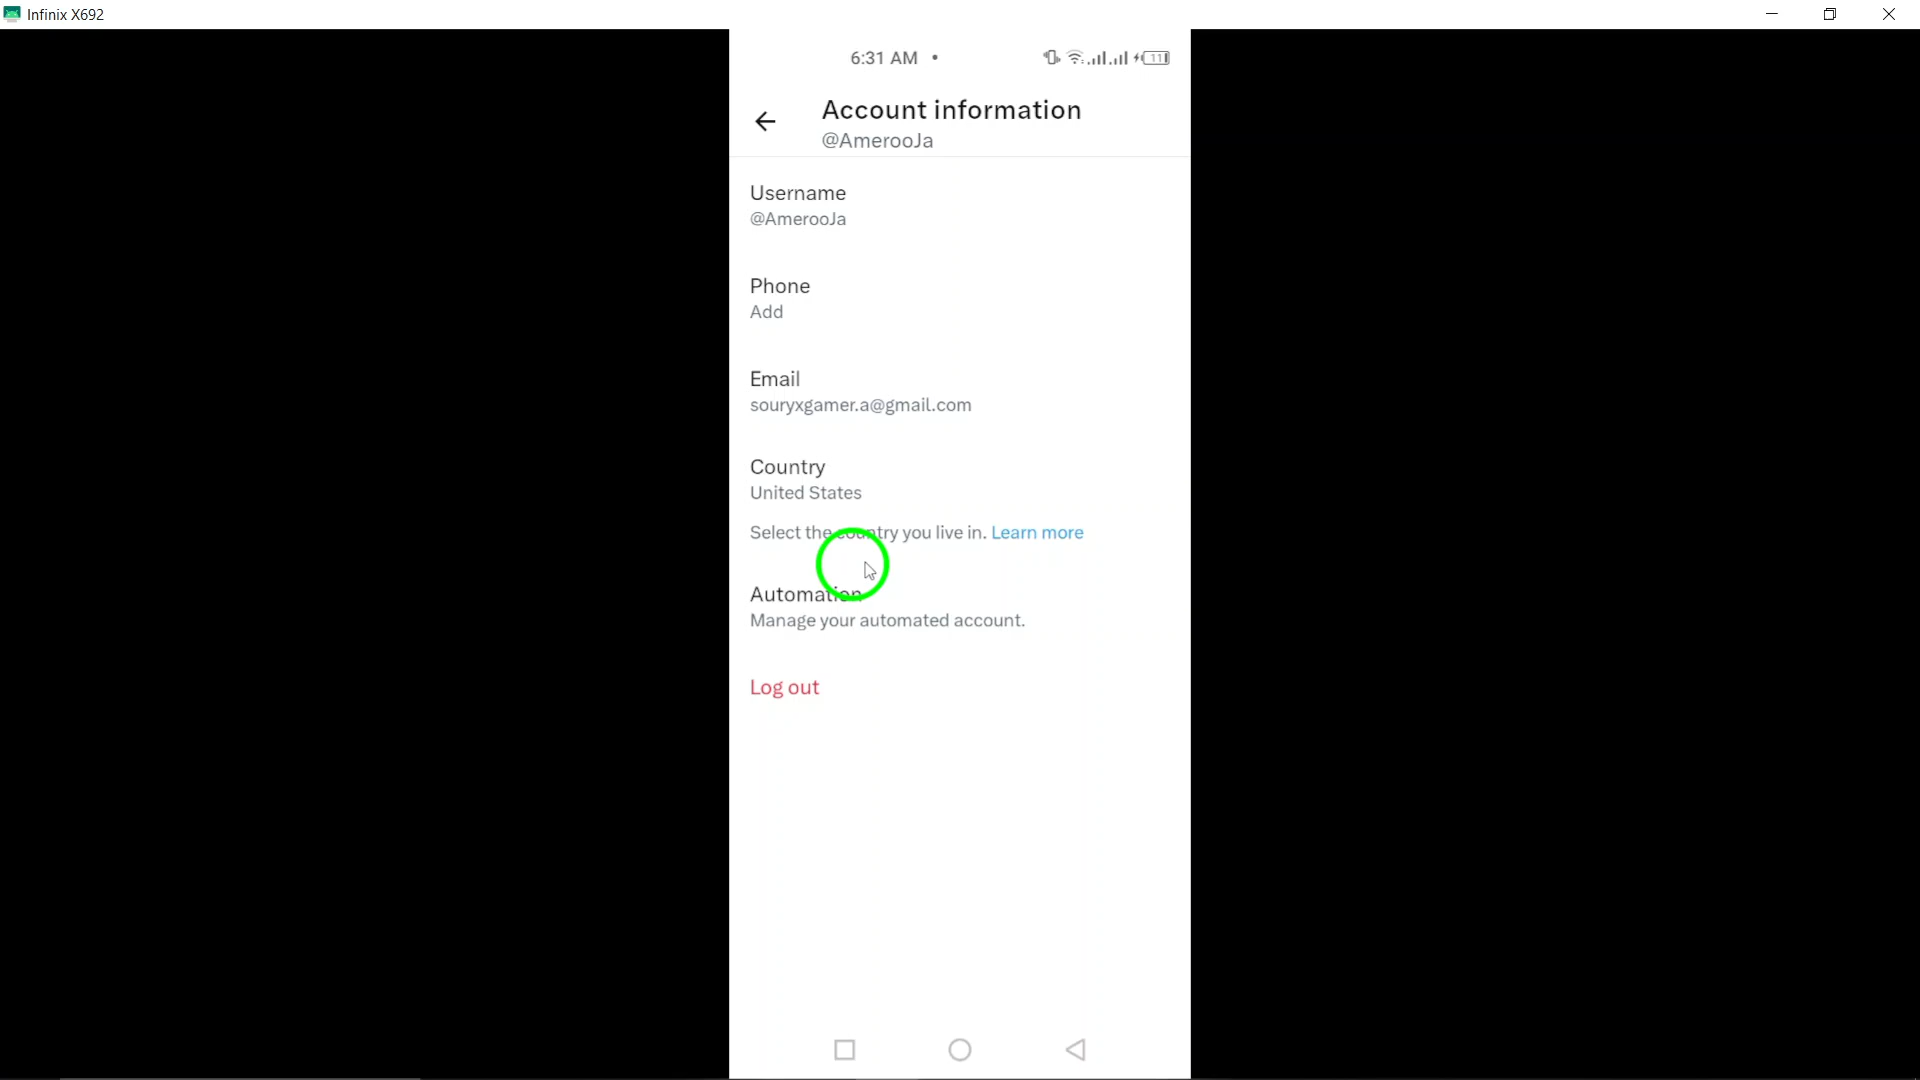 Infinix X692
6:31 AM
11
Account information
@AmerooJa
Username
@AmerooJa
Phone
Add
Email
souryxgamer.a@gmail.com
Country
United States
Select the country you live in. Learn more
Automation
Manage your automated account.
Log out